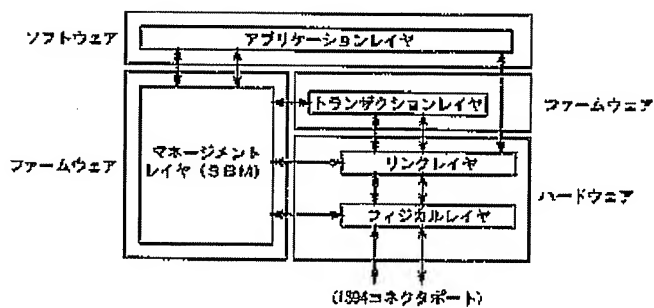 ソフトウェア
アプリケーションレイヤ
トランザクションレイヤ
ファームウェア
ファームウェア
マネージメント
レイヤ(SBM)
リンクレイヤ
ハードウェア
フィジカルレイヤ
(1394コネクタポート)